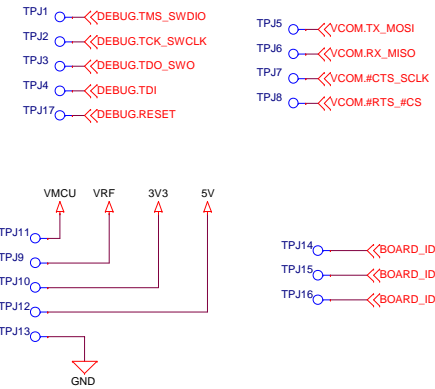 TPJ1 DEBUG.TMS_SWDIO
TPJ2 DEBUG.TCK_SWCLK
TPJ3 DEBUG.TDO_SWO
TPJ4 DEBUG.TDI
TPJ17 DEBUG.RESET
TPJ5 VCOM.TX_MOSI
TPJ6 VCOM.RX_MISO
TPJ7 VCOM.#CTS_SCLK
TPJ8 VCOM.#RTS_#CS
VMCU VRF 3V3 5V
TPJ11
TPJ9
TPJ10
TPJ12
TPJ13
GND
TPJ14 BOARD_ID
TPJ15 BOARD_ID
TPJ16 BOARD_ID